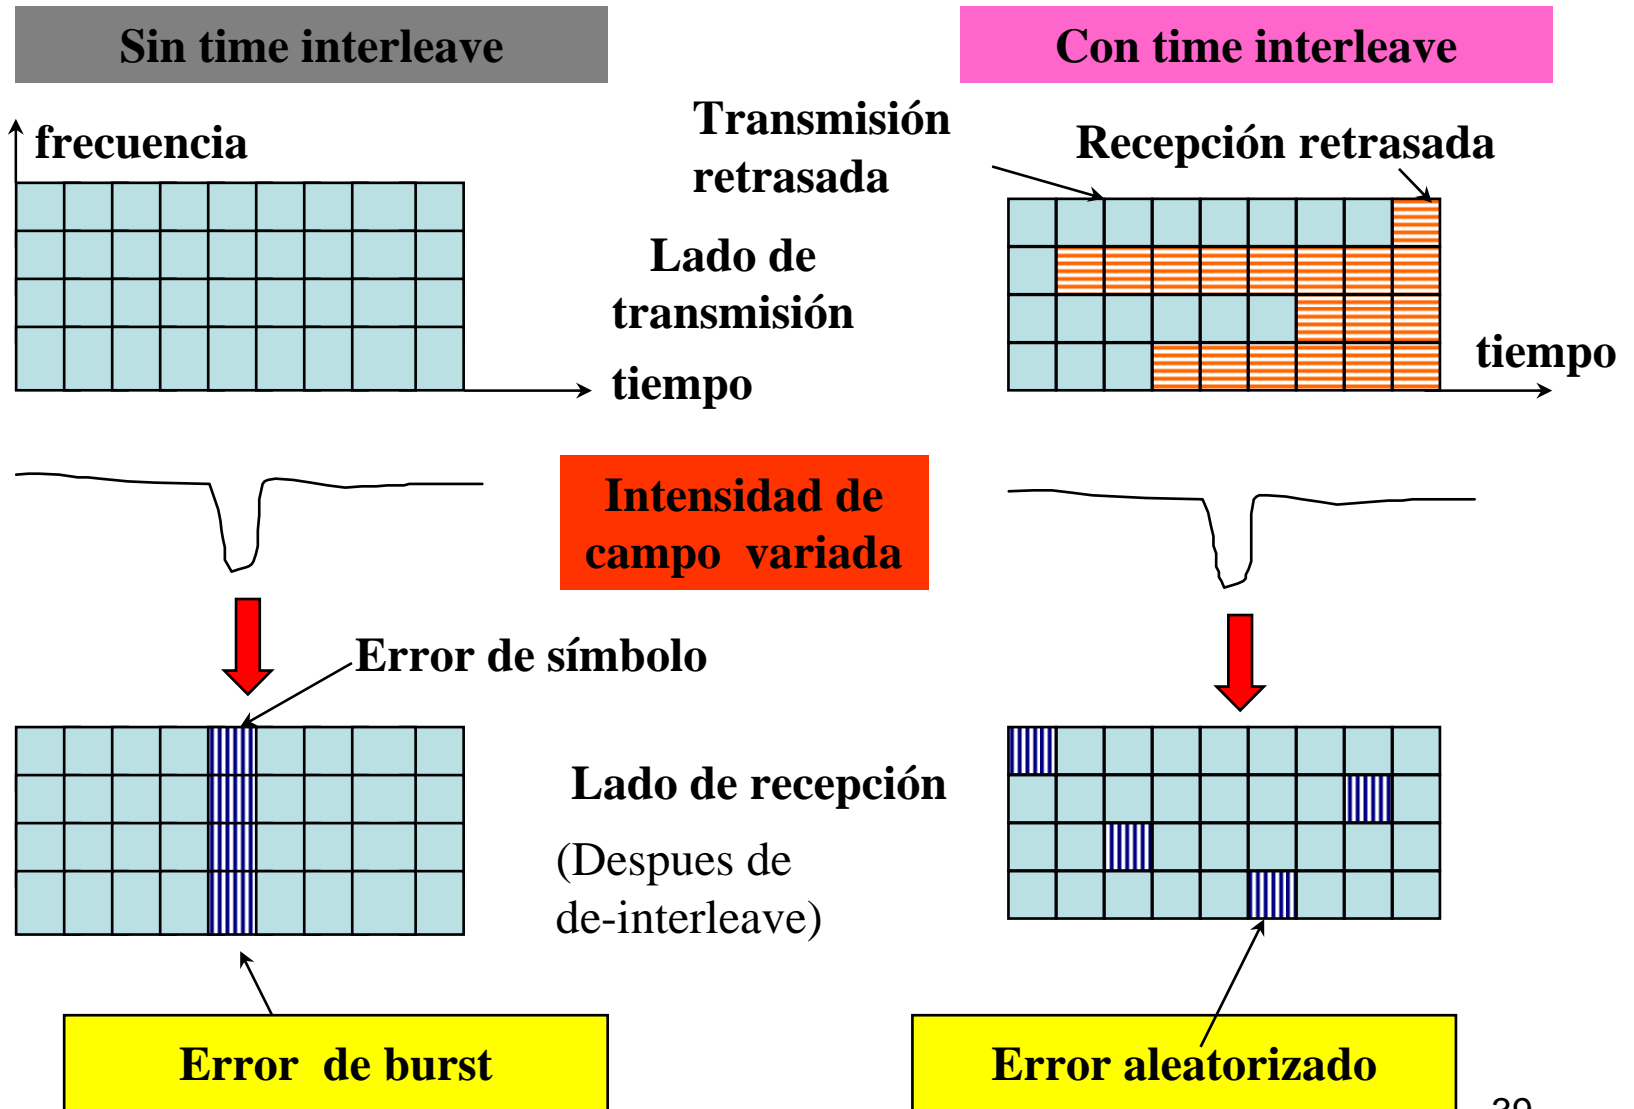 Sin time interleave
Con time interleave
frecuencia
Transmisión
retrasada
Recepción retrasada
Lado de
transmisión
tiempo
tiempo
Intensidad de
campo  variada
Error de símbolo
Lado de recepción
(Despues de
de-interleave)
Error  de burst
Error aleatorizado